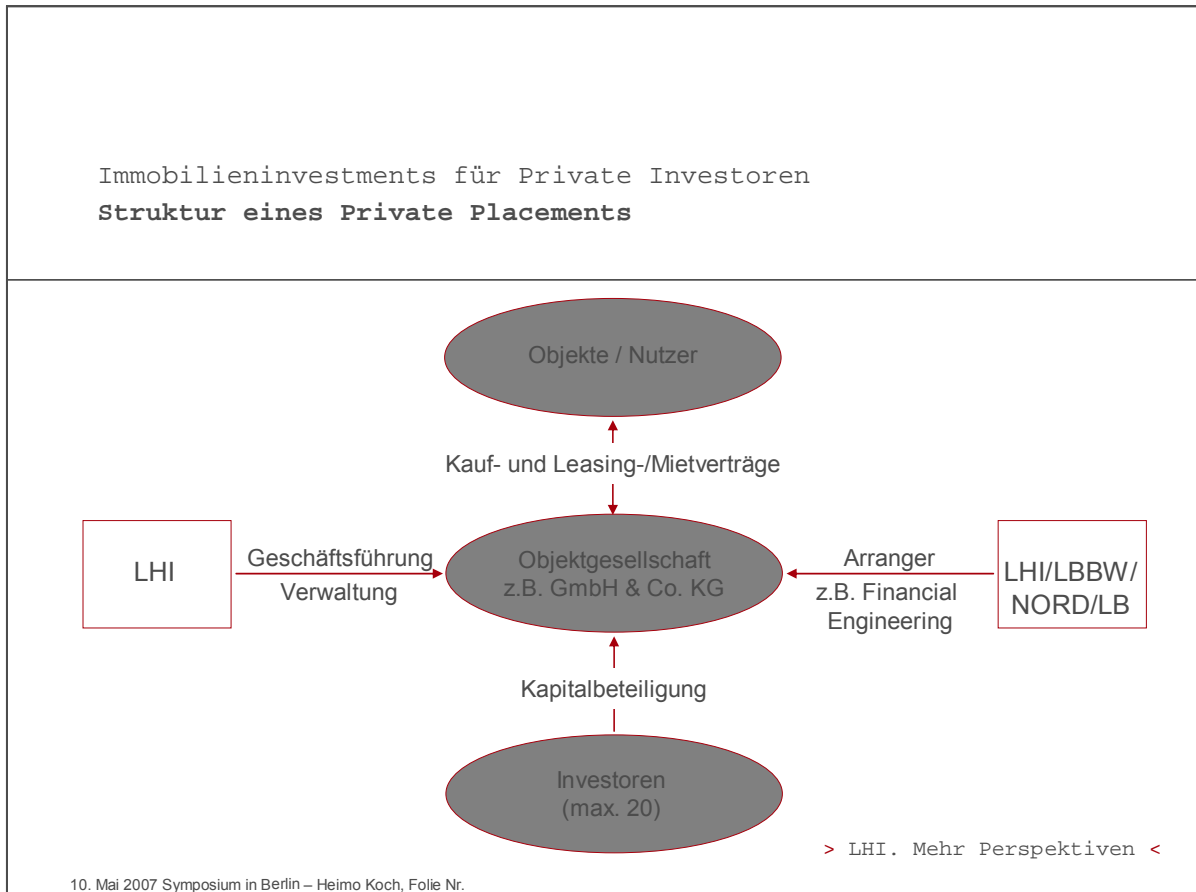 Immobilieninvestments für Private Investoren
Struktur eines Private Placements
Objekte / Nutzer
Kauf- und Leasing-/Mietverträge
LHI
Geschäftsführung
Verwaltung
Objektgesellschaft
z.B. GmbH & Co. KG
Arranger
z.B. Financial
Engineering
LHI/LBBW/
NORD/LB
Kapitalbeteiligung
Investoren
(max. 20)
> LHI. Mehr Perspektiven <
10. Mai 2007 Symposium in Berlin – Heimo Koch, Folie Nr.